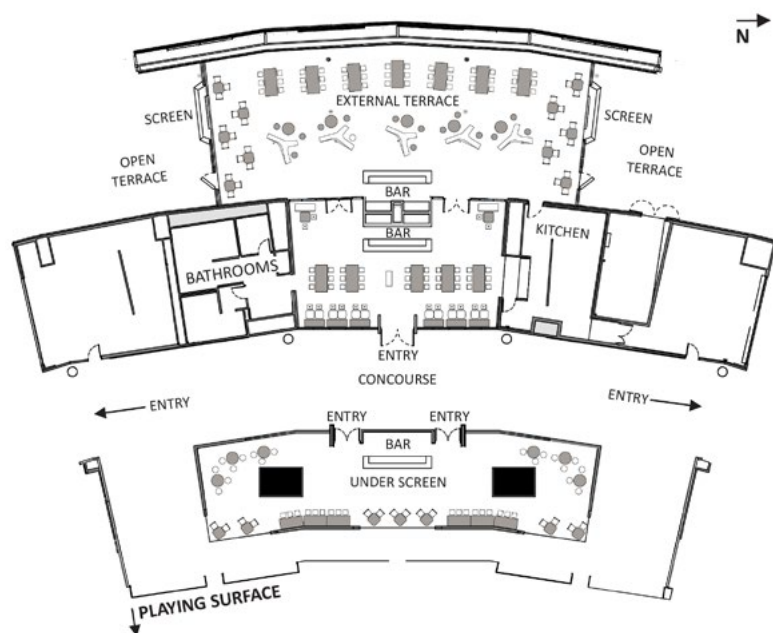 N
EXTERNAL TERRACE
SCREEN
SCREEN
OPEN
TERRACE
OPEN
TERRACE
BAR
BAR
KITCHEN
BATHROOMS
ENTRY
CONCOURSE
ENTRY
ENTRY
ENTRY
ENTRY
BAR
UNDER SCREEN
PLAYING SURFACE